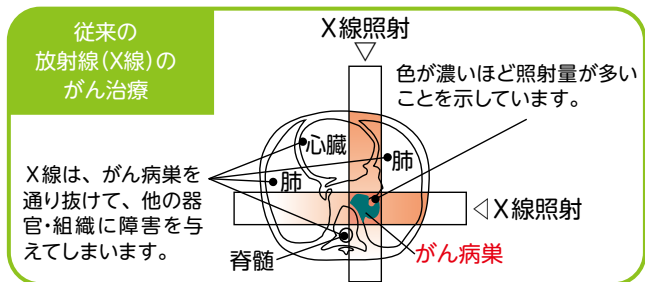 従来の
放射線(X線)の
がん治療
X線照射
色が濃いほど照射量が多い
ことを示しています。
心臓
肺
肺
X線は、がん病巣を
通り抜けて、他の器
官・組織に障害を与
えてしまいます。
X線照射
がん病巣
脊髄